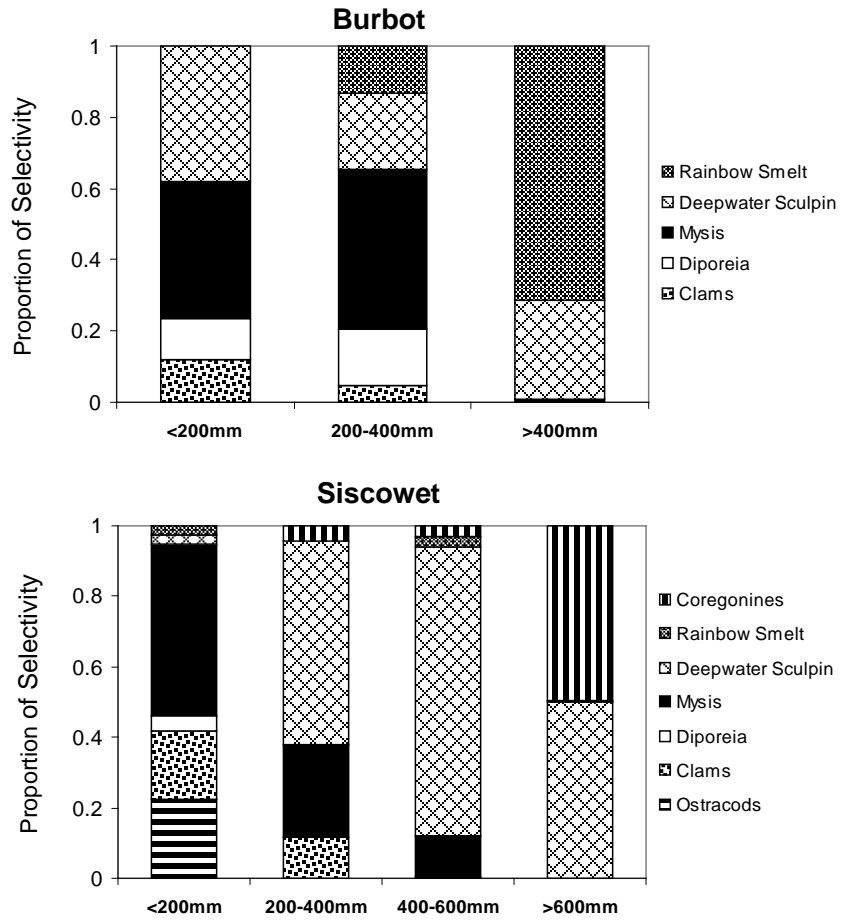 Burbot
Proportion of Selectivity
1
0.8
0.6
0.4
0.2
0
<200mm
200-400mm
>400mm
Rainbow Smelt
Deepwater Sculpin
Mysis
Diporeia
Clams
Siscowet
Proportion of Selectivity
1
0.8
0.6
0.4
0.2
0
<200mm
200-400mm
400-600mm
>600mm
Coregonines
Rainbow Smelt
Deepwater Sculpin
Mysis
Diporeia
Clams
Ostracods